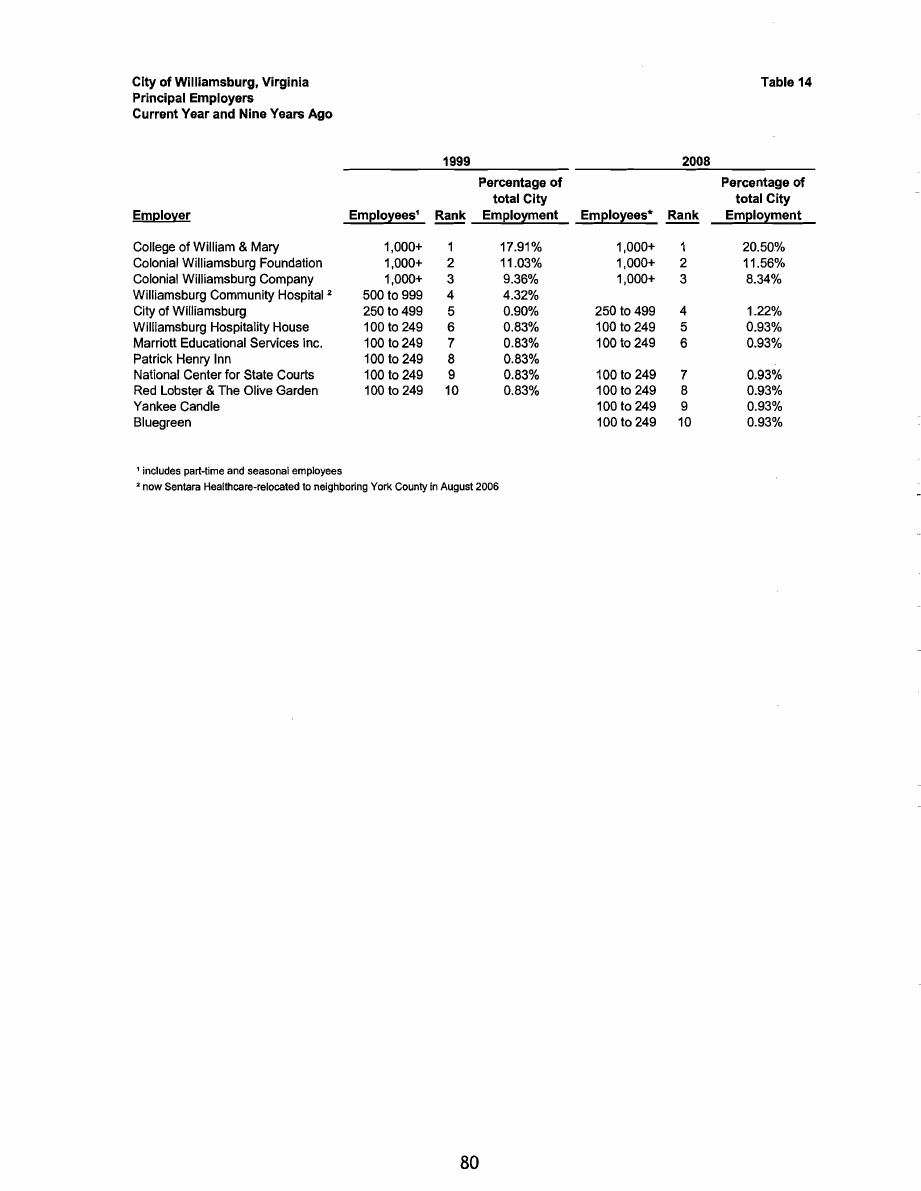 City of Williamsburg, Virginia Table 14
Principal Employers
Current Year and Nine Years Ago
1999 2008
Percentage of Percentage of
total City total City
Employer Employees¹ Rank Employment Employees* Rank Employment
College of William & Mary 1,000+ 1 17.91% 1,000+ 1 20.50%
Colonial Williamsburg Foundation 1,000+ 2 11.03% 1,000+ 2 11.56%
Colonial Williamsburg Company 1,000+ 3 9.36% 1,000+ 3 8.34%
Williamsburg Community Hospital ² 500 to 999 4 4.32%
City of Williamsburg 250 to 499 5 0.90% 250 to 499 4 1.22%
Williamsburg Hospitality House 100 to 249 6 0.83% 100 to 249 5 0.93%
Marriott Educational Services Inc. 100 to 249 7 0.83% 100 to 249 6 0.93%
Patrick Henry Inn 100 to 249 8 0.83%
National Center for State Courts 100 to 249 9 0.83% 100 to 249 7 0.93%
Red Lobster & The Olive Garden 100 to 249 10 0.83% 100 to 249 8 0.93%
Yankee Candle 100 to 249 9 0.93%
Bluegreen 100 to 249 10 0.93%
¹ includes part-time and seasonal employees
² now Sentara Healthcare-relocated to neighboring York County in August 2006
80